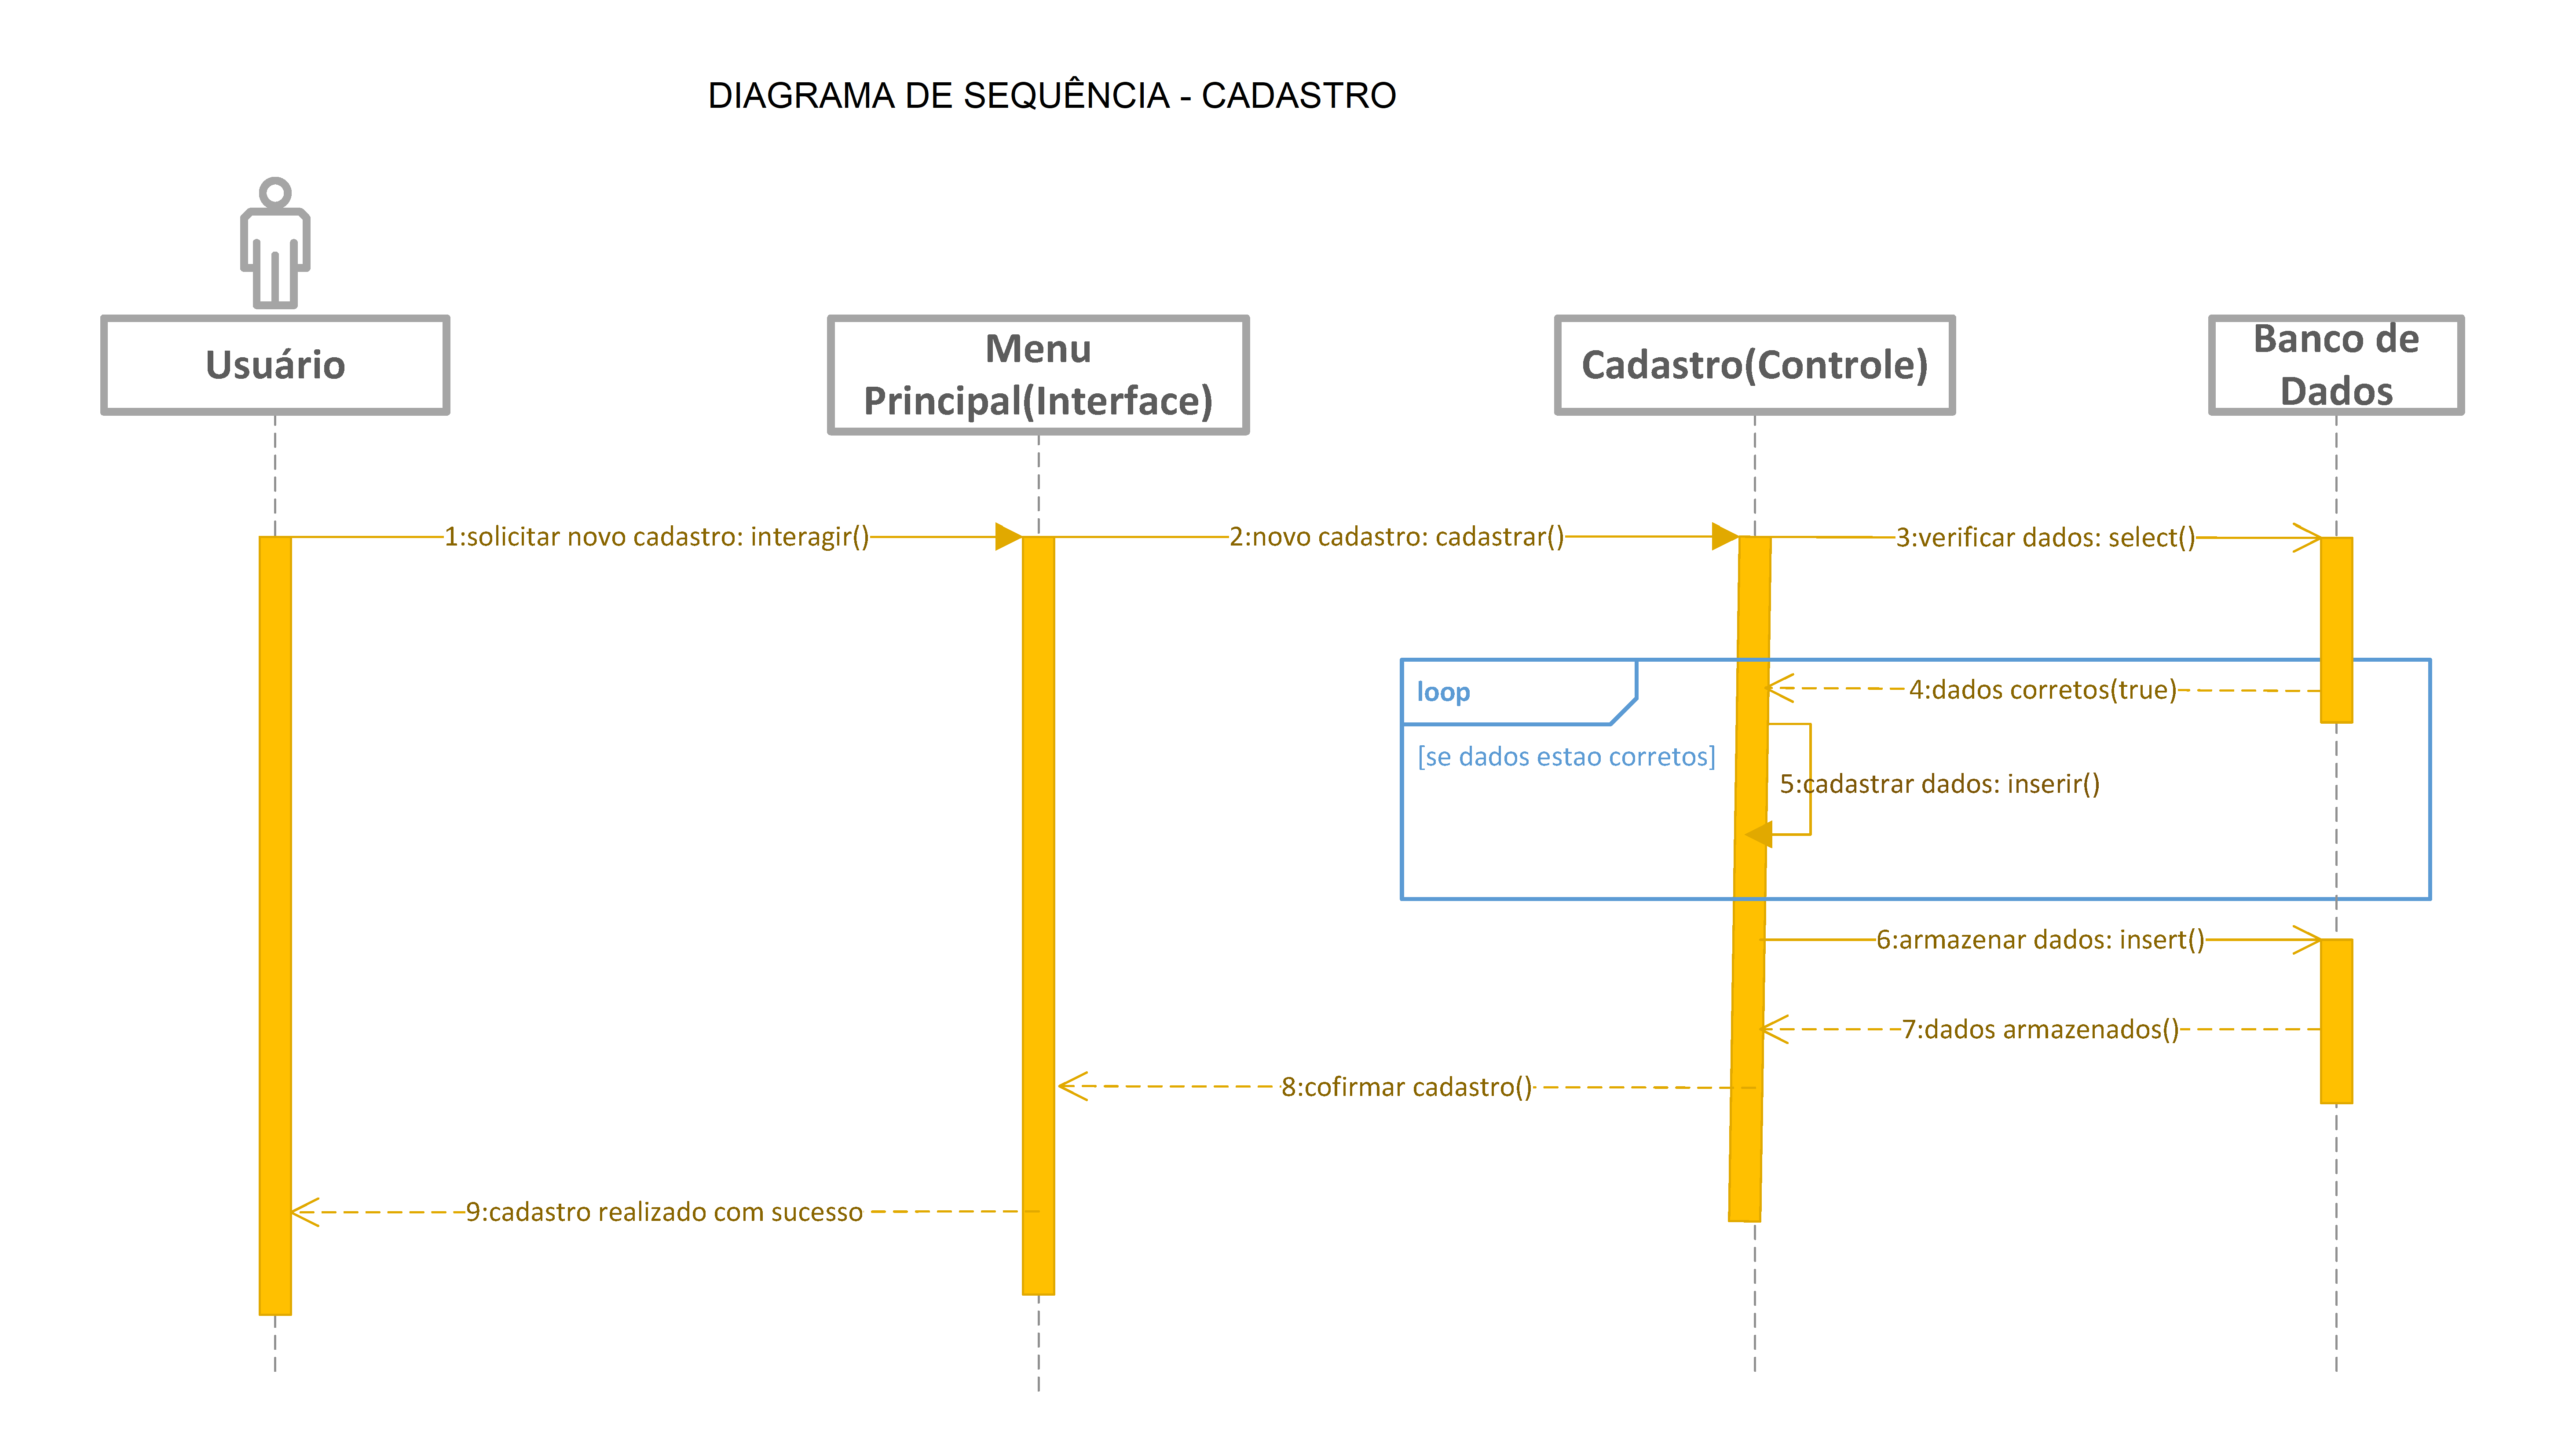 DIAGRAMA DE SEQUÊNCIA - CADASTRO
Usuário
Menu
Principal(Interface)
Cadastro(Controle)
Banco de
Dados
1:solicitar novo cadastro: interagir()
2:novo cadastro: cadastrar()
3:verificar dados: select()
loop
4:dados corretos(true)
[se dados estao corretos]
5:cadastrar dados: inserir()
6:armazenar dados: insert()
7:dados armazenados()
8:cofirmar cadastro()
9:cadastro realizado com sucesso